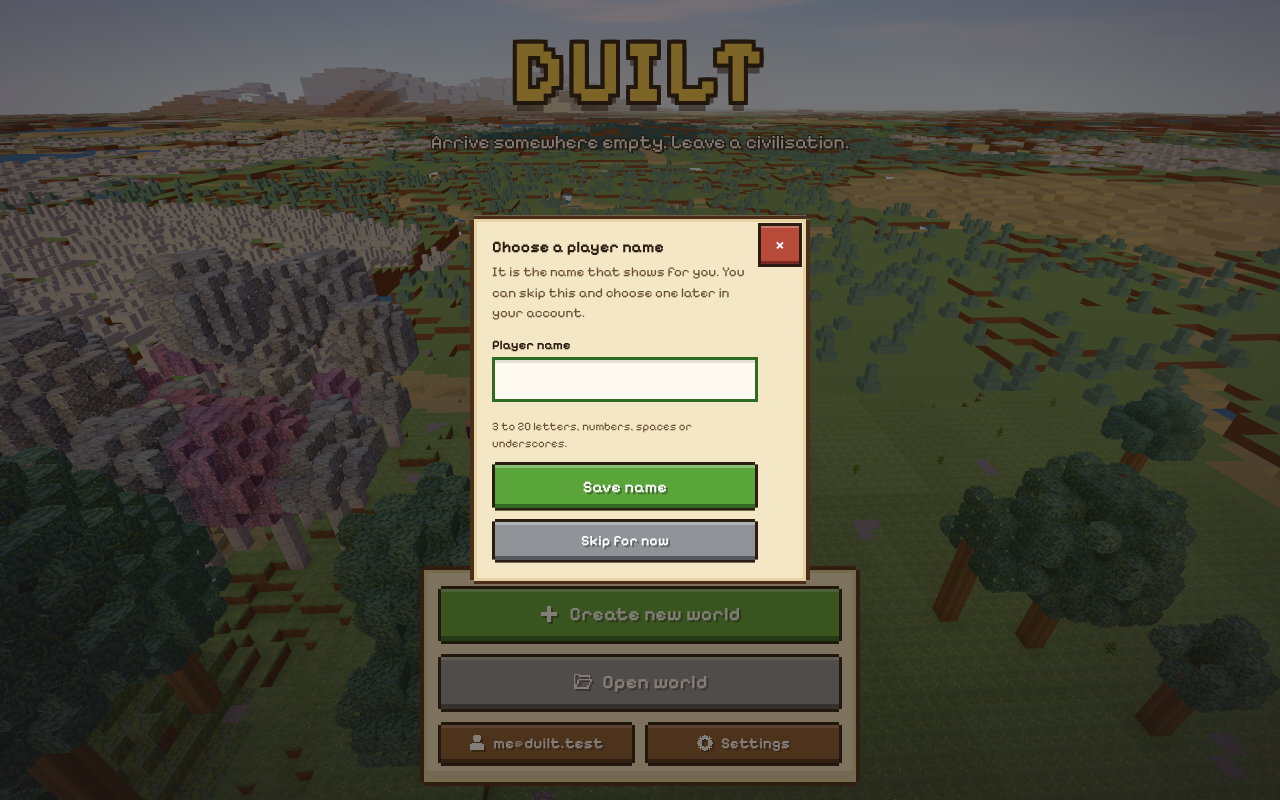 DUILT
Arrive somewhere empty. Leave a civilisation.
Choose a player name
×
It is the name that shows for you. You
can skip this and choose one later in
your account.
Player name
3 to 20 letters, numbers, spaces or
underscores.
Save name
Skip for now
Create new world
Open world
me@duilt.test
Settings